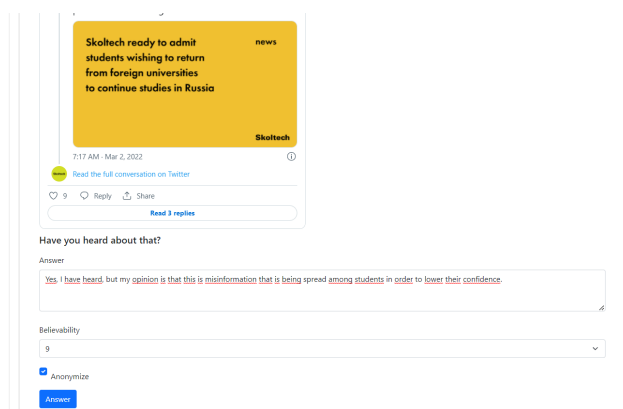 Skoltech ready to admit
news
students wishing to return
from foreign universities
to continue studies in Russia
Skoltech
7:17 AM · Mar 2, 2022
Read the full conversation on Twitter
9 Reply Share
Read 3 replies
Have you heard about that?
Answer
Yes, I have heard, but my opinion is that this is misinformation that is being spread among students in order to lower their confidence.
Believability
9
Anonymize
Answer